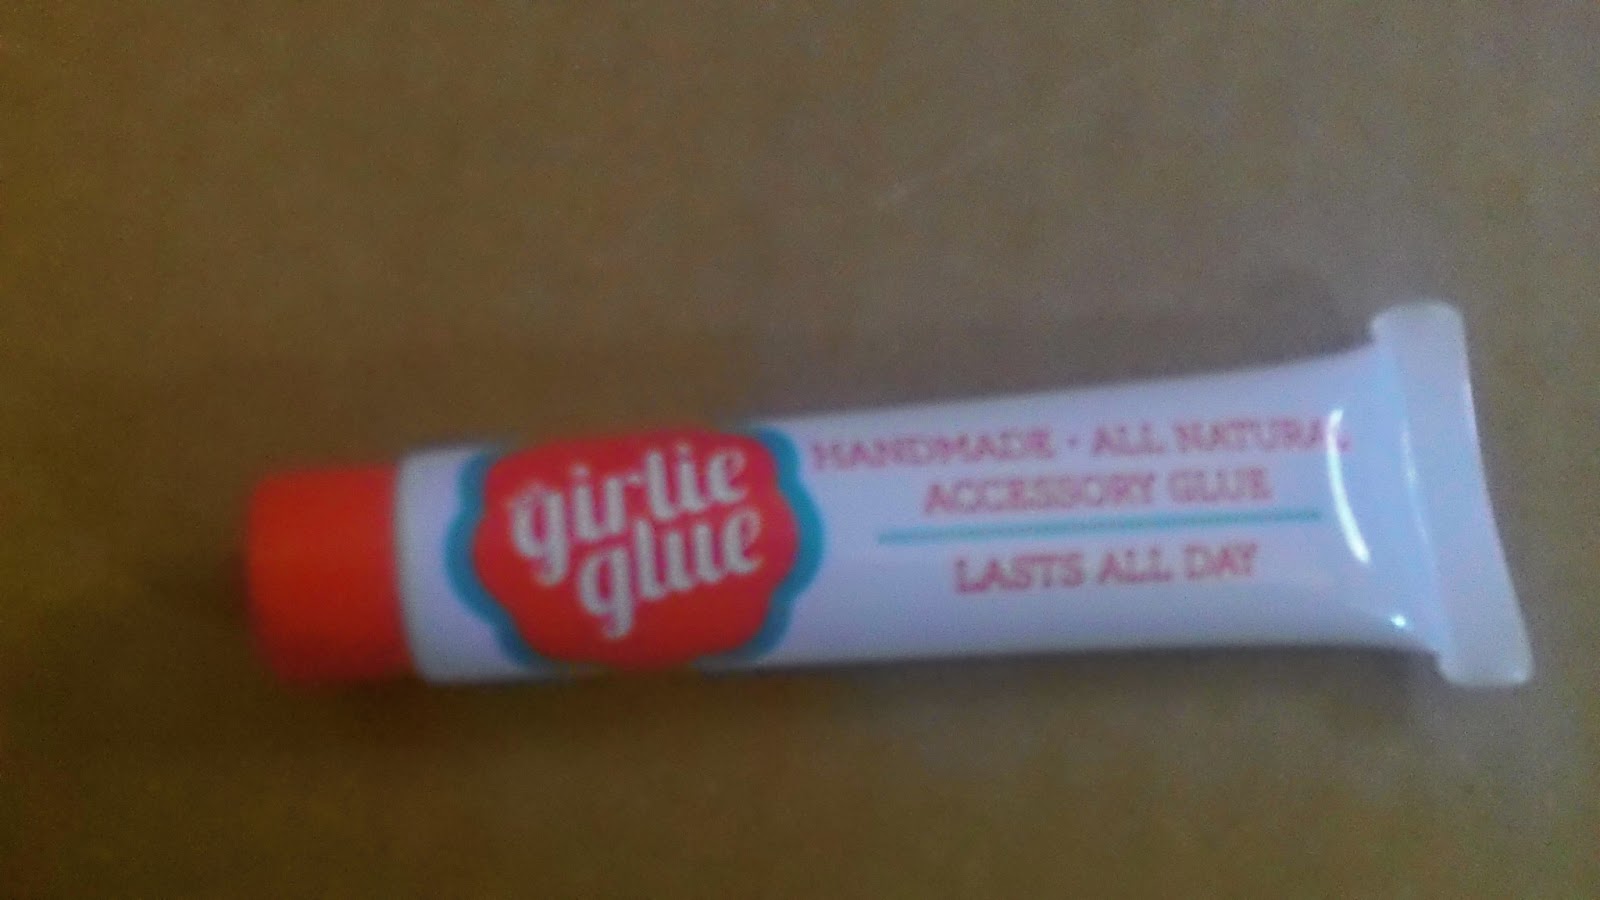 girlie
glue
HANDMADE · ALL NATURAL
ACCESSORY GLUE
LASTS ALL DAY